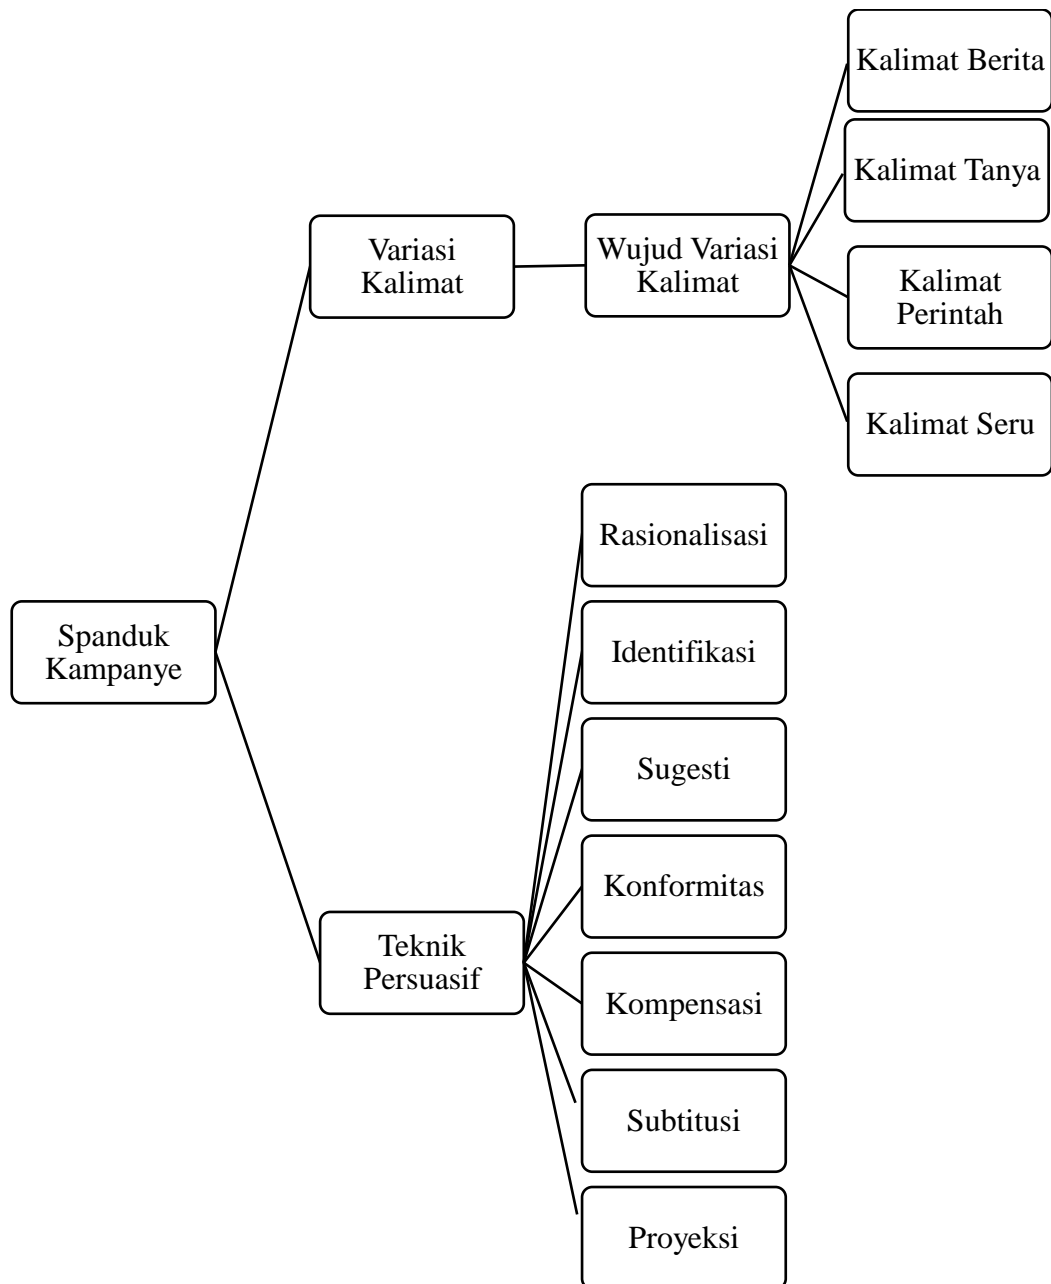 Kalimat Berita
Kalimat Tanya
Variasi
Kalimat
Wujud Variasi
Kalimat
Kalimat
Perintah
Kalimat Seru
Rasionalisasi
Spanduk
Kampanye
Identifikasi
Sugesti
Konformitas
Teknik
Persuasif
Kompensasi
Subtitusi
Proyeksi